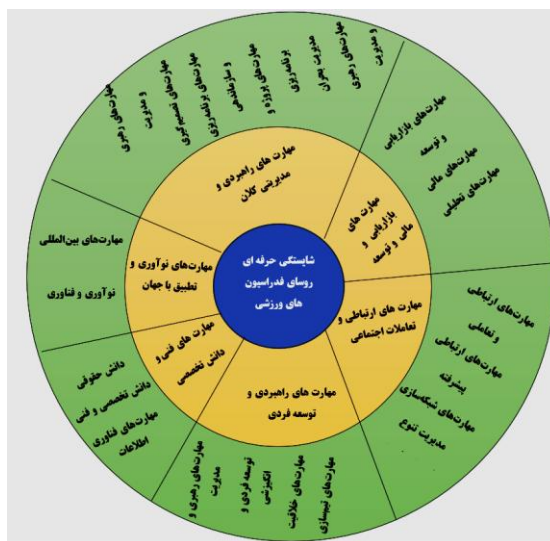 شایستگی حرفه ای
روسای فدراسیون
های ورزشی
مهارت های راهبردی و
مدیریتی کلان
مهارت های
بازاریابی و
مالی و توسعه
مهارت های ارتباطی و
تعاملات اجتماعی
مهارت های راهبردی و
توسعه فردی
مهارت های فنی و
دانش تخصصی
مهارت‌های نوآوری و
تطبیق با جهان
و مدیریت
مهارت‌های رهبری
مدیریت بحران
برنامه‌ریزی
مهارت‌های پروژه و
و سازماندهی
مهارت‌های برنامه‌ریزی
مهارت‌های تصمیم‌گیری
و مدیریت
مهارت‌های رهبری
مهارت‌های بازاریابی
و توسعه
مهارت‌های مالی
مهارت‌های تحلیلی
مهارت‌های ارتباطی
و تعاملی
مهارت‌های ارتباطی
پیشرفته
مهارت‌های شبکه‌سازی
مدیریت تنوع
مهارت‌های تیم‌سازی
مهارت‌های خلاقیت
انگیزشی
توسعه فردی و
مدیریت
مهارت‌های رهبری و
دانش حقوقی
دانش تخصصی و فنی
مهارت‌های فناوری
اطلاعات
مهارت‌های بین‌المللی
نوآوری و فناوری